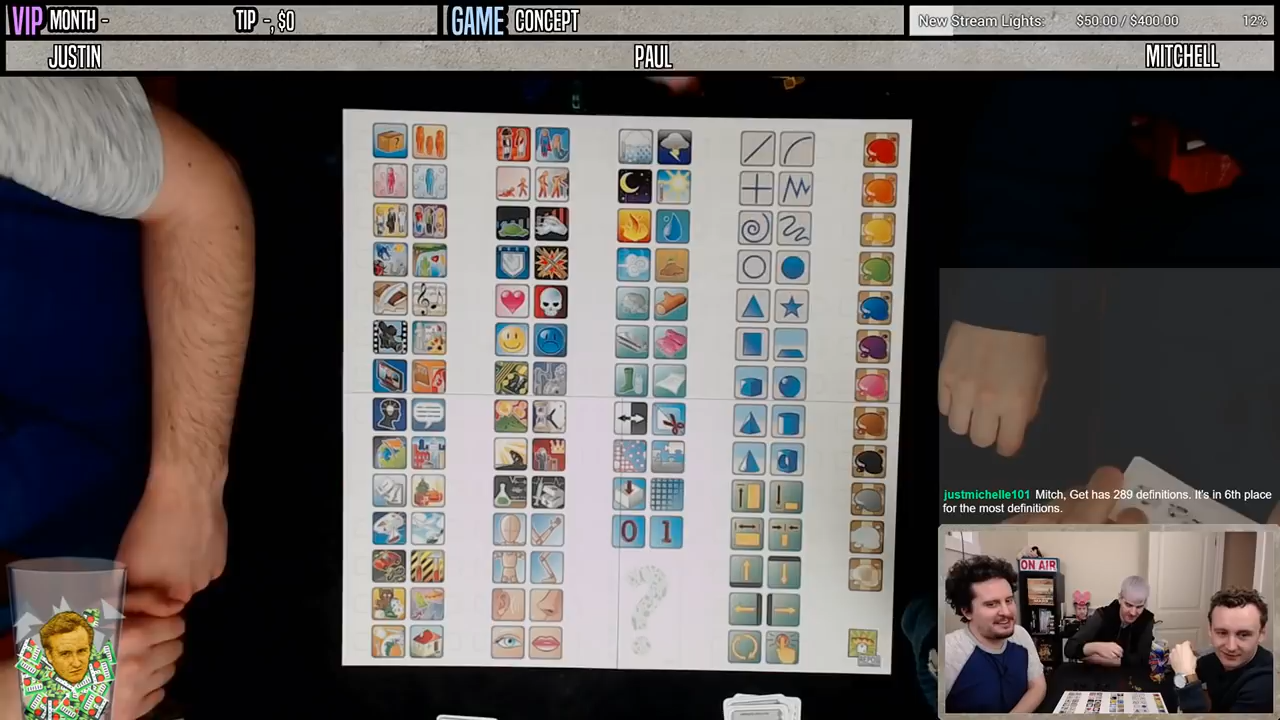 VIP MONTH -
TIP -, $0
GAME CONCEPT
New Stream Lights: $50.00 / $400.00 12%
JUSTIN
PAUL
MITCHELL
?
0 1
?
justmichelle101 Mitch, Get has 289 definitions. It's in 6th place
for the most definitions.
ON AIR